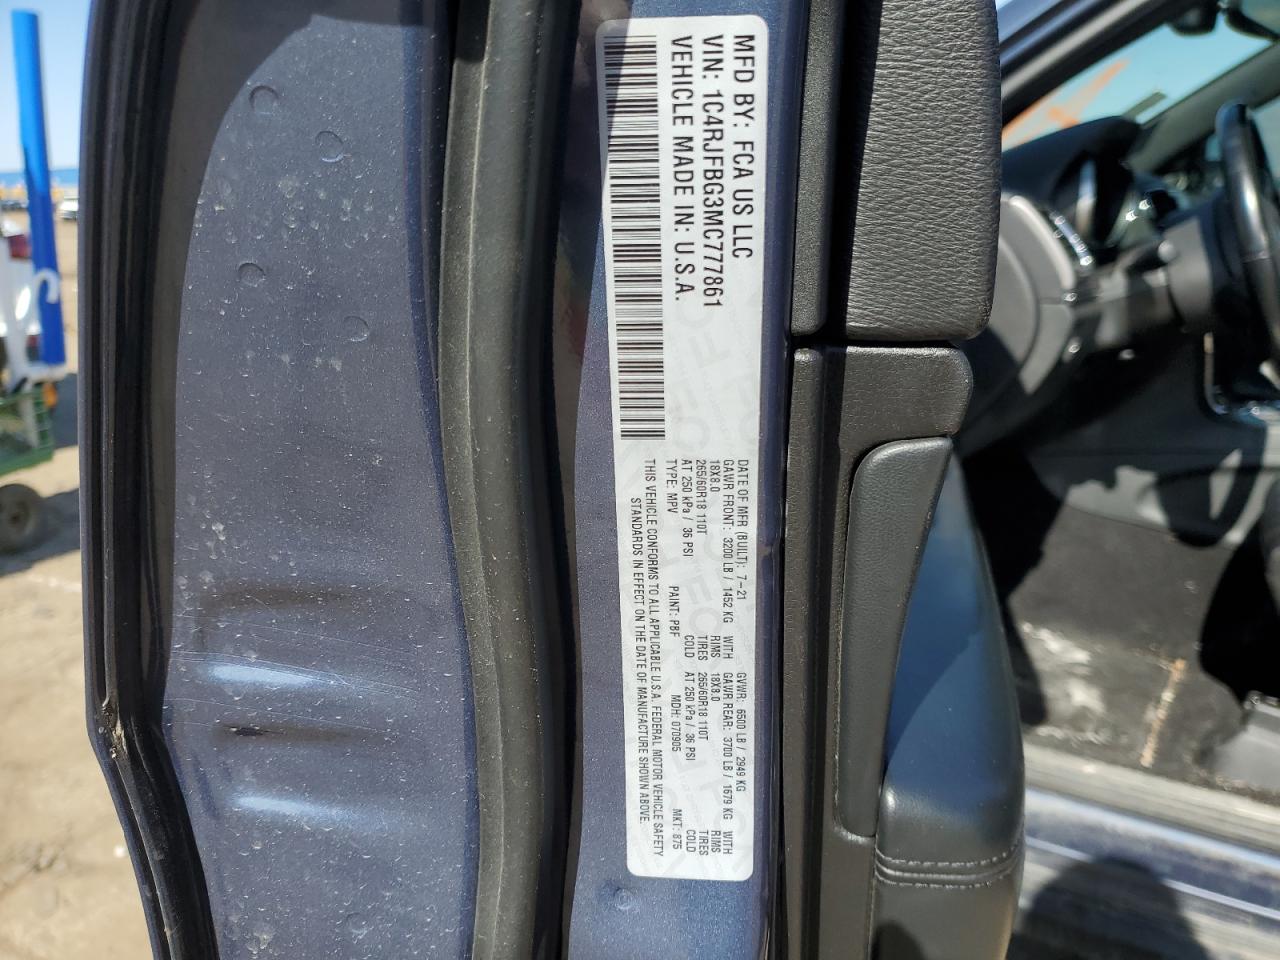 MFD BY: FCA US LLC
VIN: 1C4RJFBG3MC777861
VEHICLE MADE IN: U.S.A.
DATE OF MFR (BUILT): 7-21 GVWR: 6500 LB / 2949 KG
GAWR FRONT: 3200 LB / 1452 KG WITH GAWR REAR: 3700 LB / 1679 KG WITH
18X8.0 RIMS 18X8.0 RIMS
265/60R18 110T TIRES 265/60R18 110T TIRES
AT 250 kPa / 36 PSI COLD AT 250 kPa / 36 PSI COLD
TYPE: MPV PAINT: PBF MDH: 070905 MKT: 875
THIS VEHICLE CONFORMS TO ALL APPLICABLE U.S.A. FEDERAL MOTOR VEHICLE SAFETY
STANDARDS IN EFFECT ON THE DATE OF MANUFACTURE SHOWN ABOVE.